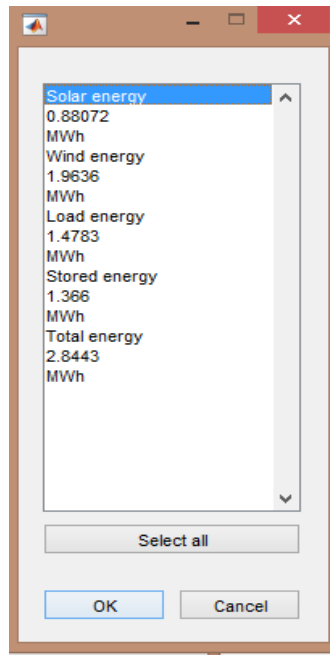 Solar energy
0.88072
MWh
Wind energy
1.9636
MWh
Load energy
1.4783
MWh
Stored energy
1.366
MWh
Total energy
2.8443
MWh
Select all
OK
Cancel